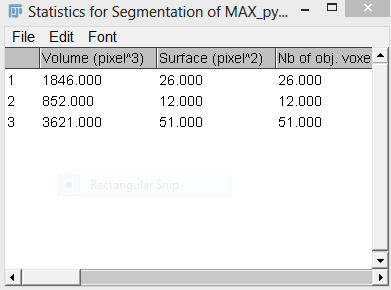 Statistics for Segmentation of MAX_py...
File Edit Font
Volume (pixel^3) Surface (pixel^2) Nb of obj. voxe
1 1846.000 26.000 26.000
2 852.000 12.000 12.000
3 3621.000 51.000 51.000
Rectangular Snip